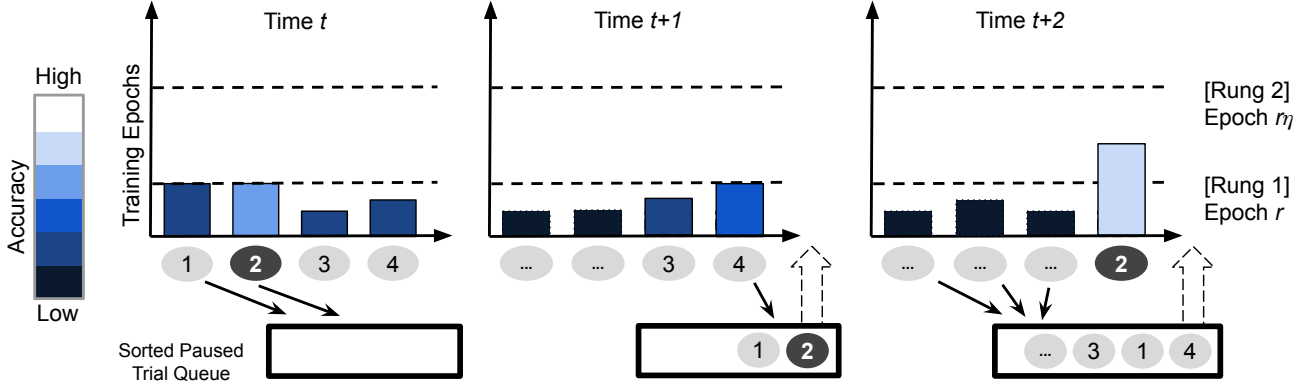 Time t
Time t+1
Time t+2
High
Accuracy
Low
Training Epochs
[Rung 2]
Epoch rη
[Rung 1]
Epoch r
1 2 3 4
... ... 3 4
... ... ... 2
Sorted Paused
Trial Queue
1 2
... 3 1 4